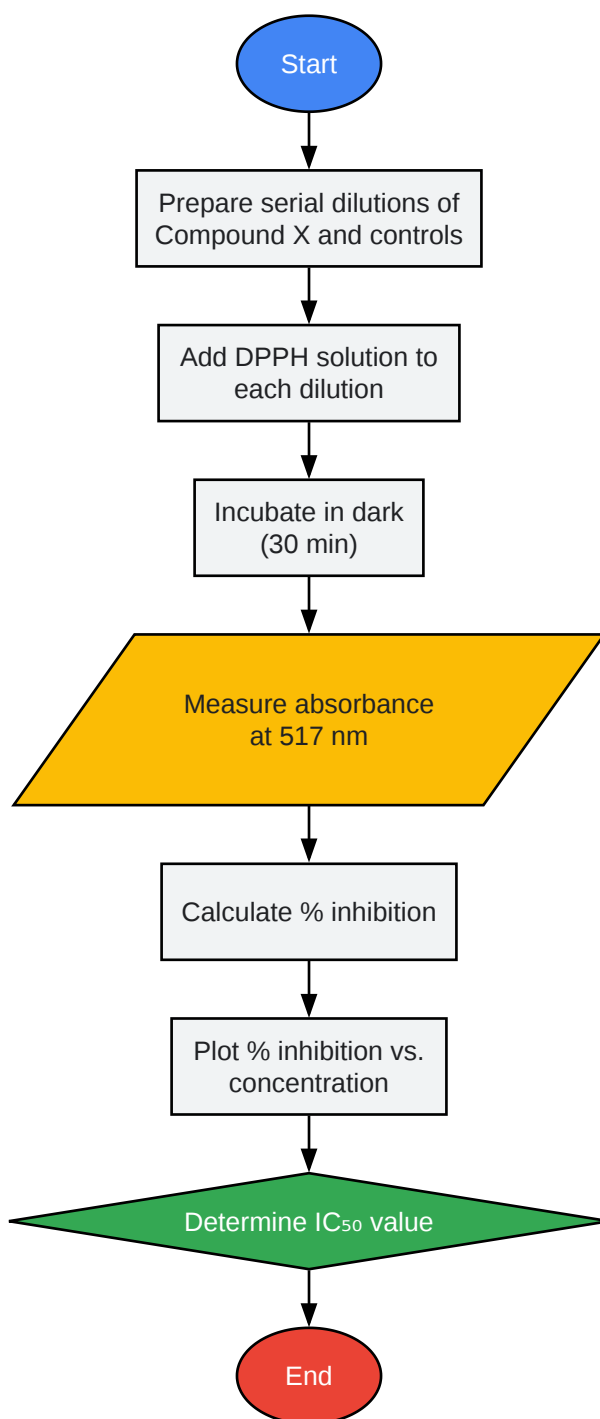 Start
Prepare serial dilutions of
Compound X and controls
Add DPPH solution to
each dilution
Incubate in dark
(30 min)
Measure absorbance
at 517 nm
Calculate % inhibition
Plot % inhibition vs.
concentration
Determine IC₅₀ value
End